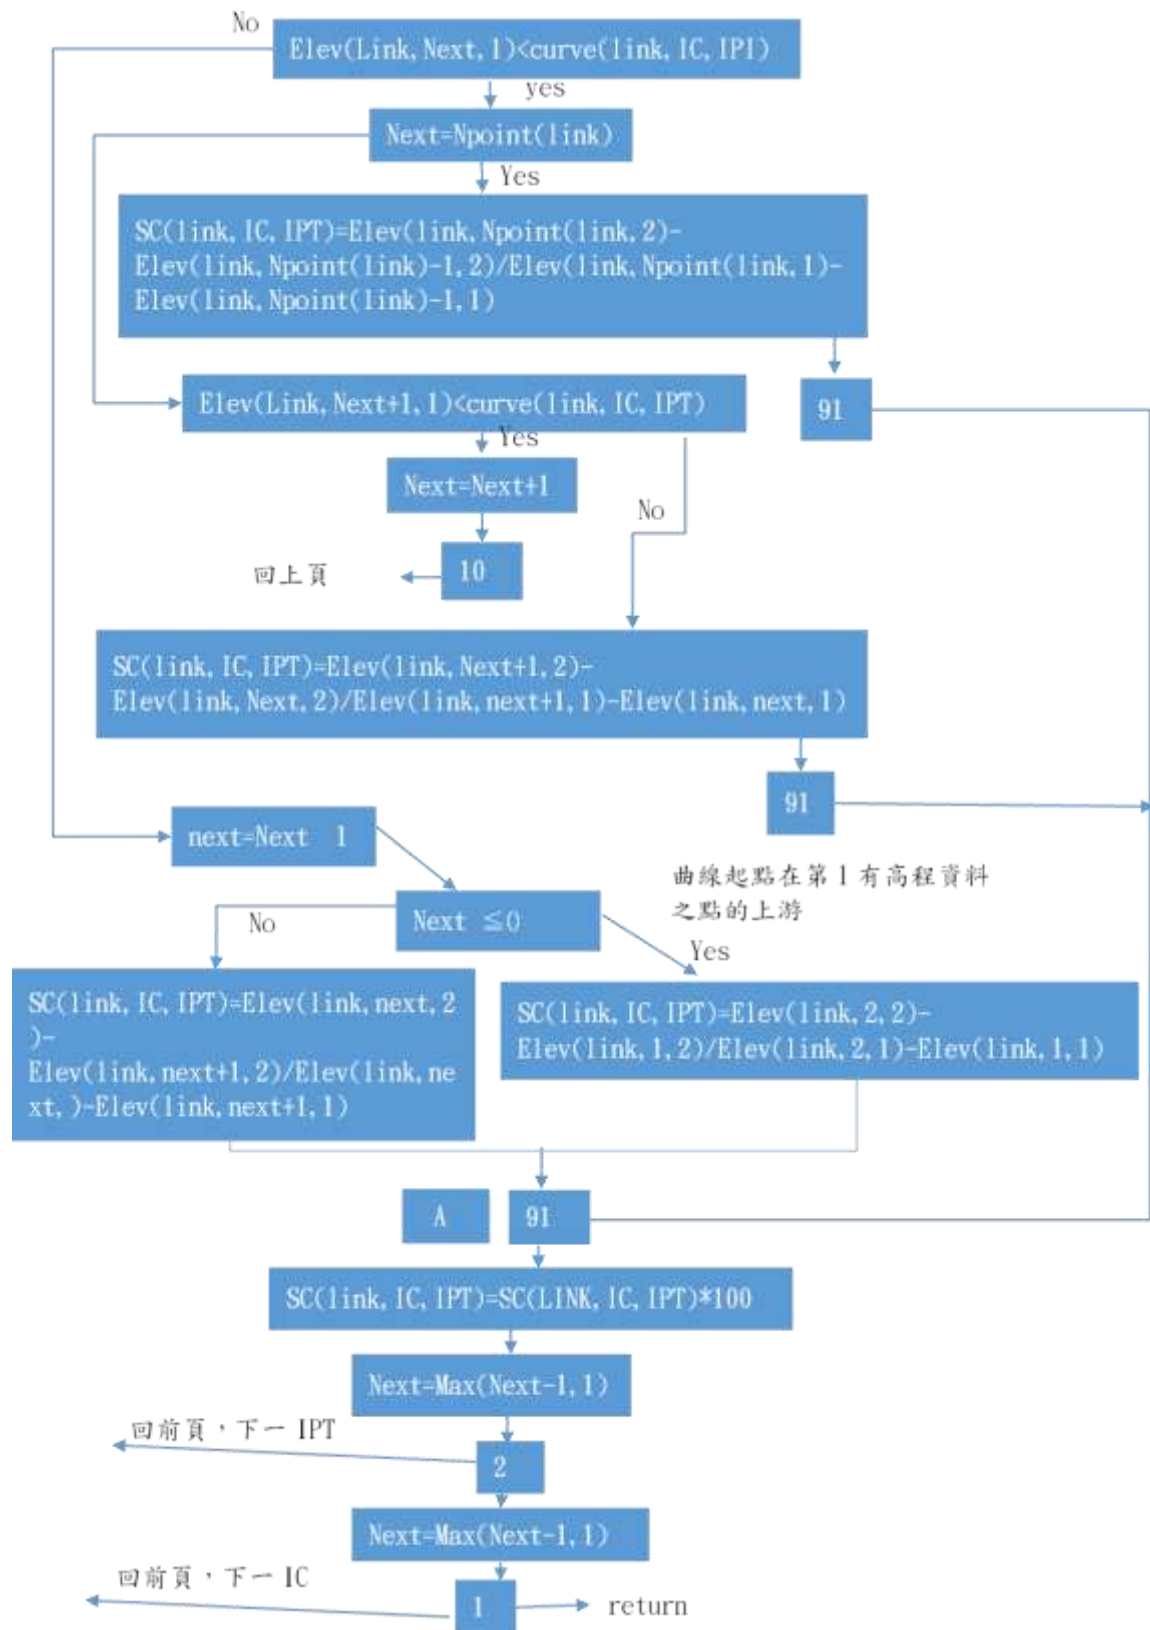 No
Elev(Link,Next,1)<curve(link,IC,IPI)
yes
Next=Npoint(link)
Yes
SC(link,IC,IPT)=Elev(link,Npoint(link,2)-
Elev(link,Npoint(link)-1,2)/Elev(link,Npoint(link,1)-
Elev(link,Npoint(link)-1,1)
Elev(Link,Next+1,1)<curve(link,IC,IPT)
91
Yes
Next=Next+1
No
10
回上頁
SC(link,IC,IPT)=Elev(link,Next+1,2)-
Elev(link,Next,2)/Elev(link,next+1,1)-Elev(link,next,1)
91
next=Next 1
曲線起點在第 1 有高程資料
之點的上游
Next ≦0
No
Yes
SC(link,IC,IPT)=Elev(link,next,2
)-
Elev(link,next+1,2)/Elev(link,ne
xt,)-Elev(link,next+1,1)
SC(link,IC,IPT)=Elev(link,2,2)-
Elev(link,1,2)/Elev(link,2,1)-Elev(link,1,1)
A
91
SC(link,IC,IPT)=SC(LINK,IC,IPT)*100
Next=Max(Next-1,1)
回前頁，下一 IPT
2
Next=Max(Next-1,1)
回前頁，下一 IC
1
return